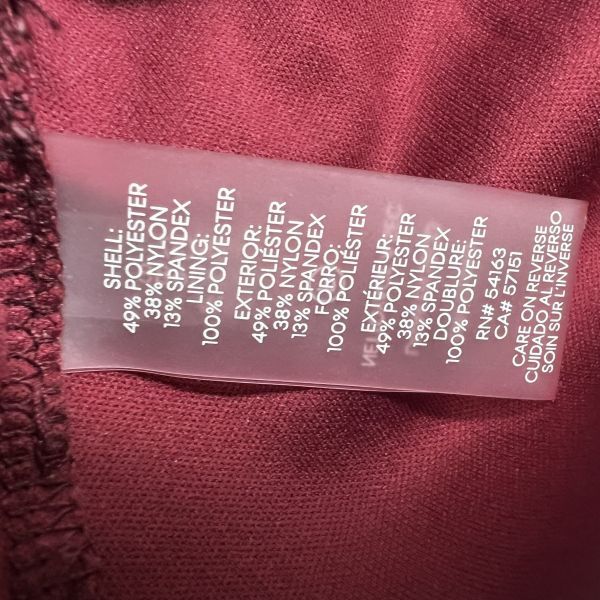 SHELL:
49% POLYESTER
38% NYLON
13% SPANDEX
LINING:
100% POLYESTER
EXTERIOR:
49% POLIÉSTER
38% NYLON
13% SPANDEX
FORRO:
100% POLIÉSTER
EXTÉRIEUR:
49% POLYESTER
38% NYLON
13% SPANDEX
DOUBLURE:
100% POLYESTER
RN# 54163
CA# 57151
CARE ON REVERSE
CUIDADO AL REVERSO
SOIN SUR L'INVERSE